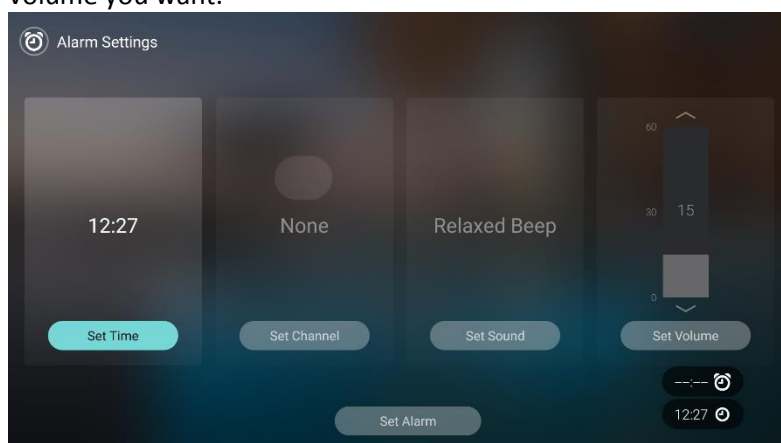 volume you want.
Alarm Settings
60
12:27
None
Relaxed Beep
30
15
0
Set Time
Set Channel
Set Sound
Set Volume
--:--
12:27
Set Alarm